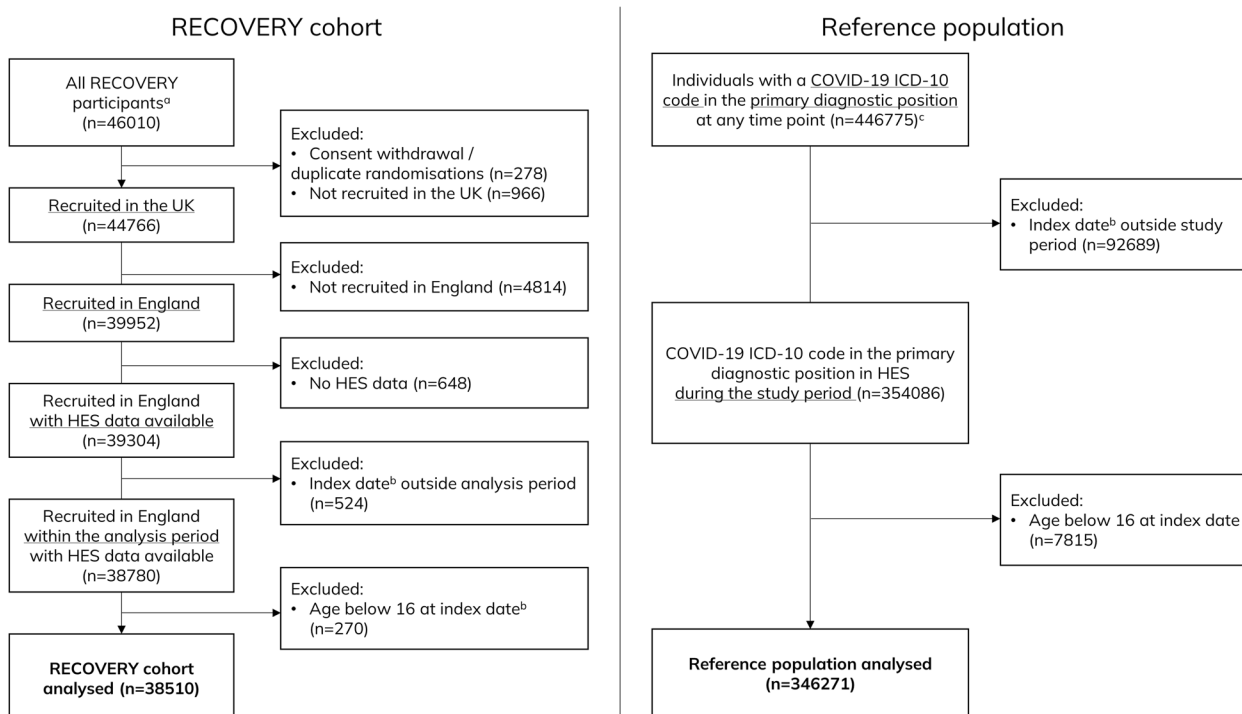 RECOVERY cohort
All RECOVERY
participantsᵃ
(n=46010)
Excluded:
• Consent withdrawal /
duplicate randomisations (n=278)
• Not recruited in the UK (n=966)
Recruited in the UK
(n=44766)
Excluded:
• Not recruited in England (n=4814)
Recruited in England
(n=39952)
Excluded:
• No HES data (n=648)
Recruited in England
with HES data available
(n=39304)
Excluded:
• Index dateᵇ outside analysis period
(n=524)
Recruited in England
within the analysis period
with HES data available
(n=38780)
Excluded:
• Age below 16 at index dateᵇ
(n=270)
RECOVERY cohort
analysed (n=38510)
Reference population
Individuals with a COVID-19 ICD-10
code in the primary diagnostic position
at any time point (n=446775)ᶜ
Excluded:
• Index dateᵇ outside study
period (n=92689)
COVID-19 ICD-10 code in the primary
diagnostic position in HES
during the study period (n=354086)
Excluded:
• Age below 16 at index date
(n=7815)
Reference population analysed
(n=346271)